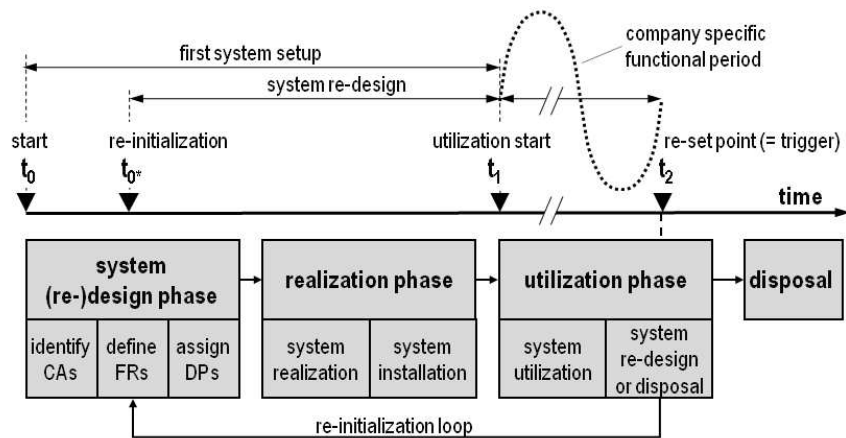 first system setup
company specific
functional period
system re-design
start
re-initialization
utilization start
re-set point (= trigger)
t0
t0*
t1
t2
time
system
(re-)design phase
realization phase
utilization phase
disposal
identify
CAs
define
FRs
assign
DPs
system
realization
system
installation
system
utilization
system
re-design
or disposal
re-initialization loop